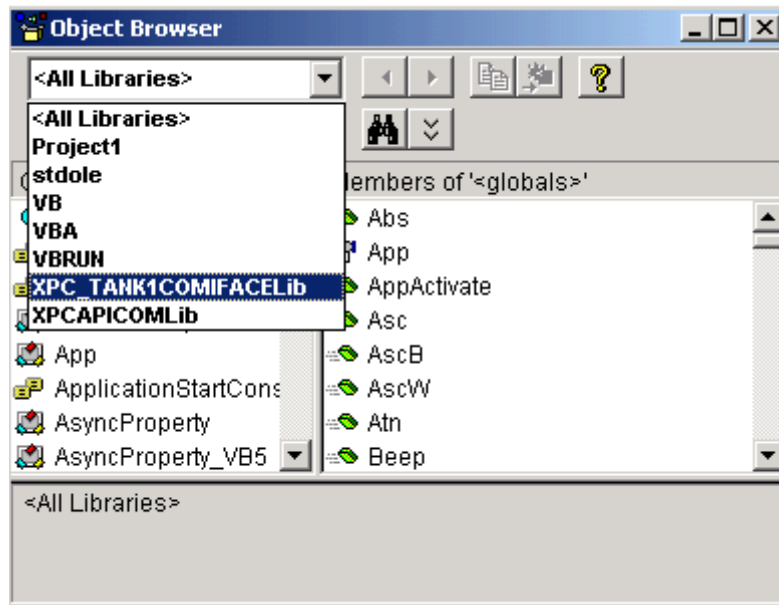 Object Browser
<All Libraries>
<All Libraries>
Project1
stdole
VB
VBA
VBRUN
XPC_TANK1COMIFACELib
XPCAPICOMLib
App
ApplicationStartCons
AsyncProperty
AsyncProperty_VB5
embers of '<globals>'
Abs
App
AppActivate
Asc
AscB
AscW
Atn
Beep
<All Libraries>